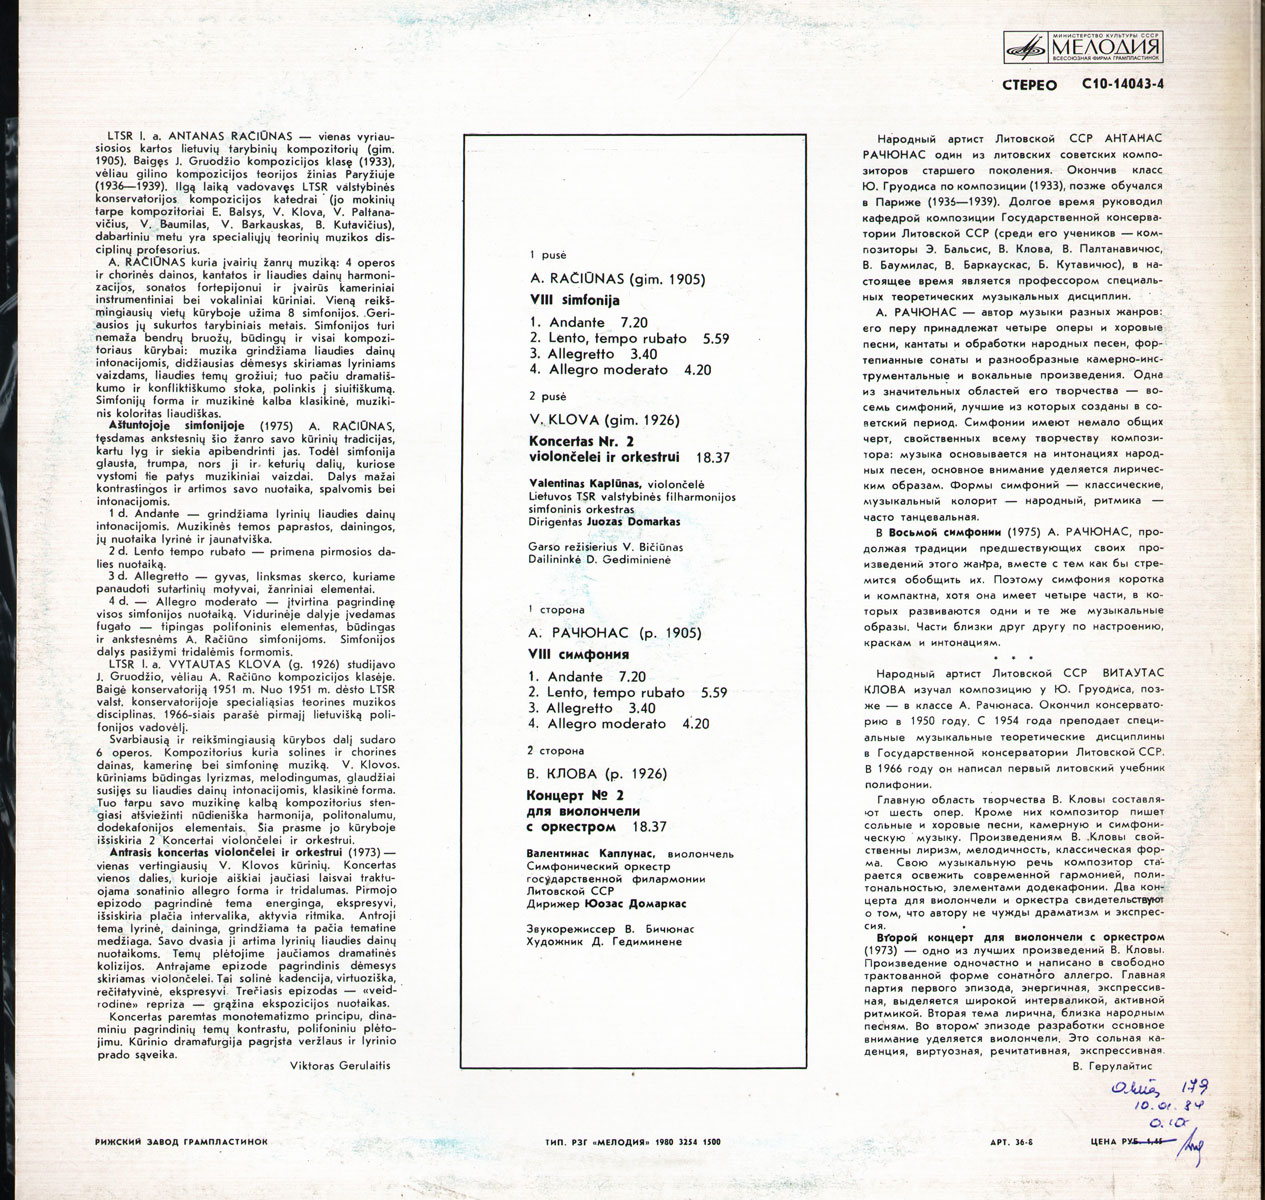 МИНИСТЕРСТВО КУЛЬТУРЫ СССР
МЕЛОДИЯ
ВСЕСОЮЗНАЯ ФИРМА ГРАМПЛАСТИНОК
СТЕРЕО С10-14043-4
LTSR l. a. ANTANAS RAČIŪNAS — vienas vyriau-
siosios kartos lietuvių tarybinių kompozitorių (gim.
1905). Baigęs J. Gruodžio kompozicijos klasę (1933),
vėliau gilino kompozicijos teorijos žinias Paryžiuje
(1936—1939). Ilgą laiką vadovavęs LTSR valstybinės
konservatorijos kompozicijos katedrai (jo mokinių
tarpe kompozitoriai E. Balsys, V. Klova, V. Paltana-
vičius, V. Baumilas, V. Barkauskas, B. Kutavičius),
dabartiniu metu yra specialiųjų teorinių muzikos dis-
ciplinų profesorius.
A. RAČIŪNAS kuria įvairių žanrų muziką: 4 operos
ir chorinės dainos, kantatos ir liaudies dainų harmoni-
zacijos, sonatos fortepijonui ir įvairūs kameriniai
instrumentiniai bei vokaliniai kūriniai. Vieną reikš-
mingiausių vietų kūryboje užima 8 simfonijos. Geri-
ausios jų sukurtos tarybiniais metais. Simfonijos turi
nemaža bendrų bruožų, būdingų ir visai kompozi-
toriaus kūrybai: muzika grindžiama liaudies dainų
intonacijomis, didžiausias dėmesys skiriamas lyriniams
vaizdams, liaudies temų grožiui; tuo pačiu dramatiš-
kumo ir konfliktiškumo stoka, polinkis į siuitiškumą.
Simfonijų forma ir muzikinė kalba klasikinė, muziki-
nis koloritas liaudiškas.
Aštuntojoje simfonijoje (1975) A. RAČIŪNAS,
tęsdamas ankstesnių šio žanro savo kūrinių tradicijas,
kartu lyg ir siekia apibendrinti jas. Todėl simfonija
glausta, trumpa, nors ji ir keturių dalių, kuriose
vystomi tie patys muzikiniai vaizdai. Dalys mažai
kontrastingos ir artimos savo nuotaika, spalvomis bei
intonacijomis.
1 d. Andante — grindžiama lyrinių liaudies dainų
intonacijomis. Muzikinės temos paprastos, dainingos,
jų nuotaika lyrinė ir jaunatviška.
2 d. Lento tempo rubato — primena pirmosios da-
lies nuotaiką.
3 d. Allegretto — gyvas, linksmas skerco, kuriame
panaudoti sutartinių motyvai, žanriniai elementai.
4 d. — Allegro moderato — įtvirtina pagrindinę
visos simfonijos nuotaiką. Vidurinėje dalyje įvedamas
fugato — tipingas polifoninis elementas, būdingas
ir ankstesnėms A. Račiūno simfonijoms. Simfonijos
dalys pasižymi tridalėmis formomis.
LTSR l. a. VYTAUTAS KLOVA (g. 1926) studijavo
J. Gruodžio, vėliau A. Račiūno kompozicijos klasėje.
Baigė konservatoriją 1951 m. Nuo 1951 m. dėsto LTSR
valst. konservatorijoje specialiąsias teorines muzikos
disciplinas. 1966-siais parašė pirmąjį lietuvišką poli-
fonijos vadovėlį.
Svarbiausią ir reikšmingiausią kūrybos dalį sudaro
6 operos. Kompozitorius kuria solines ir chorines
dainas, kamerinę bei simfoninę muziką. V. Klovos
kūriniams būdingas lyrizmas, melodingumas, glaudžiai
susijęs su liaudies dainų intonacijomis, klasikinė forma.
Tuo tarpu savo muzikinę kalbą kompozitorius sten-
giasi atšviežinti nūdieniška harmonija, politonalumu,
dodekafonijos elementais. Šia prasme jo kūryboje
išsiskiria 2 Koncertai violončelei ir orkestrui.
Antrasis koncertas violončelei ir orkestrui (1973) —
vienas vertingiausių V. Klovos kūrinių. Koncertas
vienos dalies, kurioje aiškiai jaučiasi laisvai traktu-
ojama sonatinio allegro forma ir tridalumas. Pirmojo
epizodo pagrindinė tema energinga, ekspresyvi,
išsiskiria plačia intervalika, aktyvia ritmika. Antroji
tema lyrinė, daininga, grindžiama ta pačia tematine
medžiaga. Savo dvasia ji artima lyrinių liaudies dainų
nuotaikoms. Temų plėtojime jaučiamos dramatinės
kolizijos. Antrajame epizode pagrindinis dėmesys
skiriamas violončelei. Tai solinė kadencija, virtuoziška,
rečitatyvinė, ekspresyvi. Trečiasis epizodas — «veid-
rodine» repriza — grąžina ekspozicijos nuotaikas.
Koncertas paremtas monotematizmo principu, dina-
miniu pagrindinių temų kontrastu, polifoniniu plėto-
jimu. Kūrinio dramaturgija pagrįsta veržlaus ir lyrinio
prado sąveika.
Viktoras Gerulaitis
1 pusė
A. RAČIŪNAS (gim. 1905)
VIII simfonija
1. Andante 7.20
2. Lento, tempo rubato 5.59
3. Allegretto 3.40
4. Allegro moderato 4.20
2 pusė
V. KLOVA (gim. 1926)
Koncertas Nr. 2
violončelei ir orkestrui 18.37
Valentinas Kaplūnas, violončelė
Lietuvos TSR valstybinės filharmonijos
simfoninis orkestras
Dirigentas Juozas Domarkas
Garso režisierius V. Bičiūnas
Dailininkė D. Gediminienė
1 сторона
А. РАЧЮНАС (р. 1905)
VIII симфония
1. Andante 7.20
2. Lento, tempo rubato 5.59
3. Allegretto 3.40
4. Allegro moderato 4.20
2 сторона
В. КЛОВА (р. 1926)
Концерт № 2
для виолончели
с оркестром 18.37
Валентинас Каплунас, виолончель
Симфонический оркестр
государственной филармонии
Литовской ССР
Дирижер Юозас Домаркас
Звукорежиссер В. Бичюнас
Художник Д. Гедиминене
Народный артист Литовской ССР АНТАНАС
РАЧЮНАС один из литовских советских компо-
зиторов старшего поколения. Окончив класс
Ю. Груодиса по композиции (1933), позже обучался
в Париже (1936—1939). Долгое время руководил
кафедрой композиции Государственной консерва-
тории Литовской ССР (среди его учеников — ком-
позиторы Э. Бальсис, В. Клова, В. Палтанавичюс,
В. Баумилас, В. Баркаускас, Б. Кутавичюс), в на-
стоящее время является профессором специаль-
ных теоретических музыкальных дисциплин.
А. РАЧЮНАС — автор музыки разных жанров:
его перу принадлежат четыре оперы и хоровые
песни, кантаты и обработки народных песен, фор-
тепианные сонаты и разнообразные камерно-инс-
трументальные и вокальные произведения. Одна
из значительных областей его творчества — во-
семь симфоний, лучшие из которых созданы в со-
ветский период. Симфонии имеют немало общих
черт, свойственных всему творчеству компози-
тора: музыка основывается на интонациях народ-
ных песен, основное внимание уделяется лиричес-
ким образам. Формы симфоний — классические,
музыкальный колорит — народный, ритмика —
часто танцевальная.
В Восьмой симфонии (1975) А. РАЧЮНАС, про-
должая традиции предшествующих своих про-
изведений этого жанра, вместе с тем как бы стре-
мится обобщить их. Поэтому симфония коротка
и компактна, хотя она имеет четыре части, в ко-
торых развиваются одни и те же музыкальные
образы. Части близки друг другу по настроению,
краскам и интонациям.
* * *
Народный артист Литовской ССР ВИТАУТАС
КЛОВА изучал композицию у Ю. Груодиса, поз-
же — в классе А. Рачюнаса. Окончил консервато-
рию в 1950 году. С 1954 года преподает специ-
альные музыкальные теоретические дисциплины
в Государственной консерватории Литовской ССР.
В 1966 году он написал первый литовский учебник
полифонии.
Главную область творчества В. Кловы составля-
ют шесть опер. Кроме них композитор пишет
сольные и хоровые песни, камерную и симфони-
ческую музыку. Произведениям В. Кловы свой-
ственны лиризм, мелодичность, классическая фор-
ма. Свою музыкальную речь композитор ста-
рается освежить современной гармонией, поли-
тональностью, элементами додекафонии. Два кон-
церта для виолончели и оркестра свидетельствуют
о том, что автору не чужды драматизм и экспрес-
сия.
Второй концерт для виолончели с оркестром
(1973) — одно из лучших произведений В. Кловы.
Произведение одночастно и написано в свободно
трактованной форме сонатного аллегро. Главная
партия первого эпизода, энергичная, экспрессив-
ная, выделяется широкой интерваликой, активной
ритмикой. Вторая тема лирична, близка народным
песням. Во втором эпизоде разработки основное
внимание уделяется виолончели. Это сольная ка-
денция, виртуозная, речитативная, экспрессивная.
В. Герулайтис
179
10.01.84
0.10
РИЖСКИЙ ЗАВОД ГРАМПЛАСТИНОК
ТИП. РЗГ «МЕЛОДИЯ» 1980 3254 1500
АРТ. 36-8
ЦЕНА РУБ. 1,45